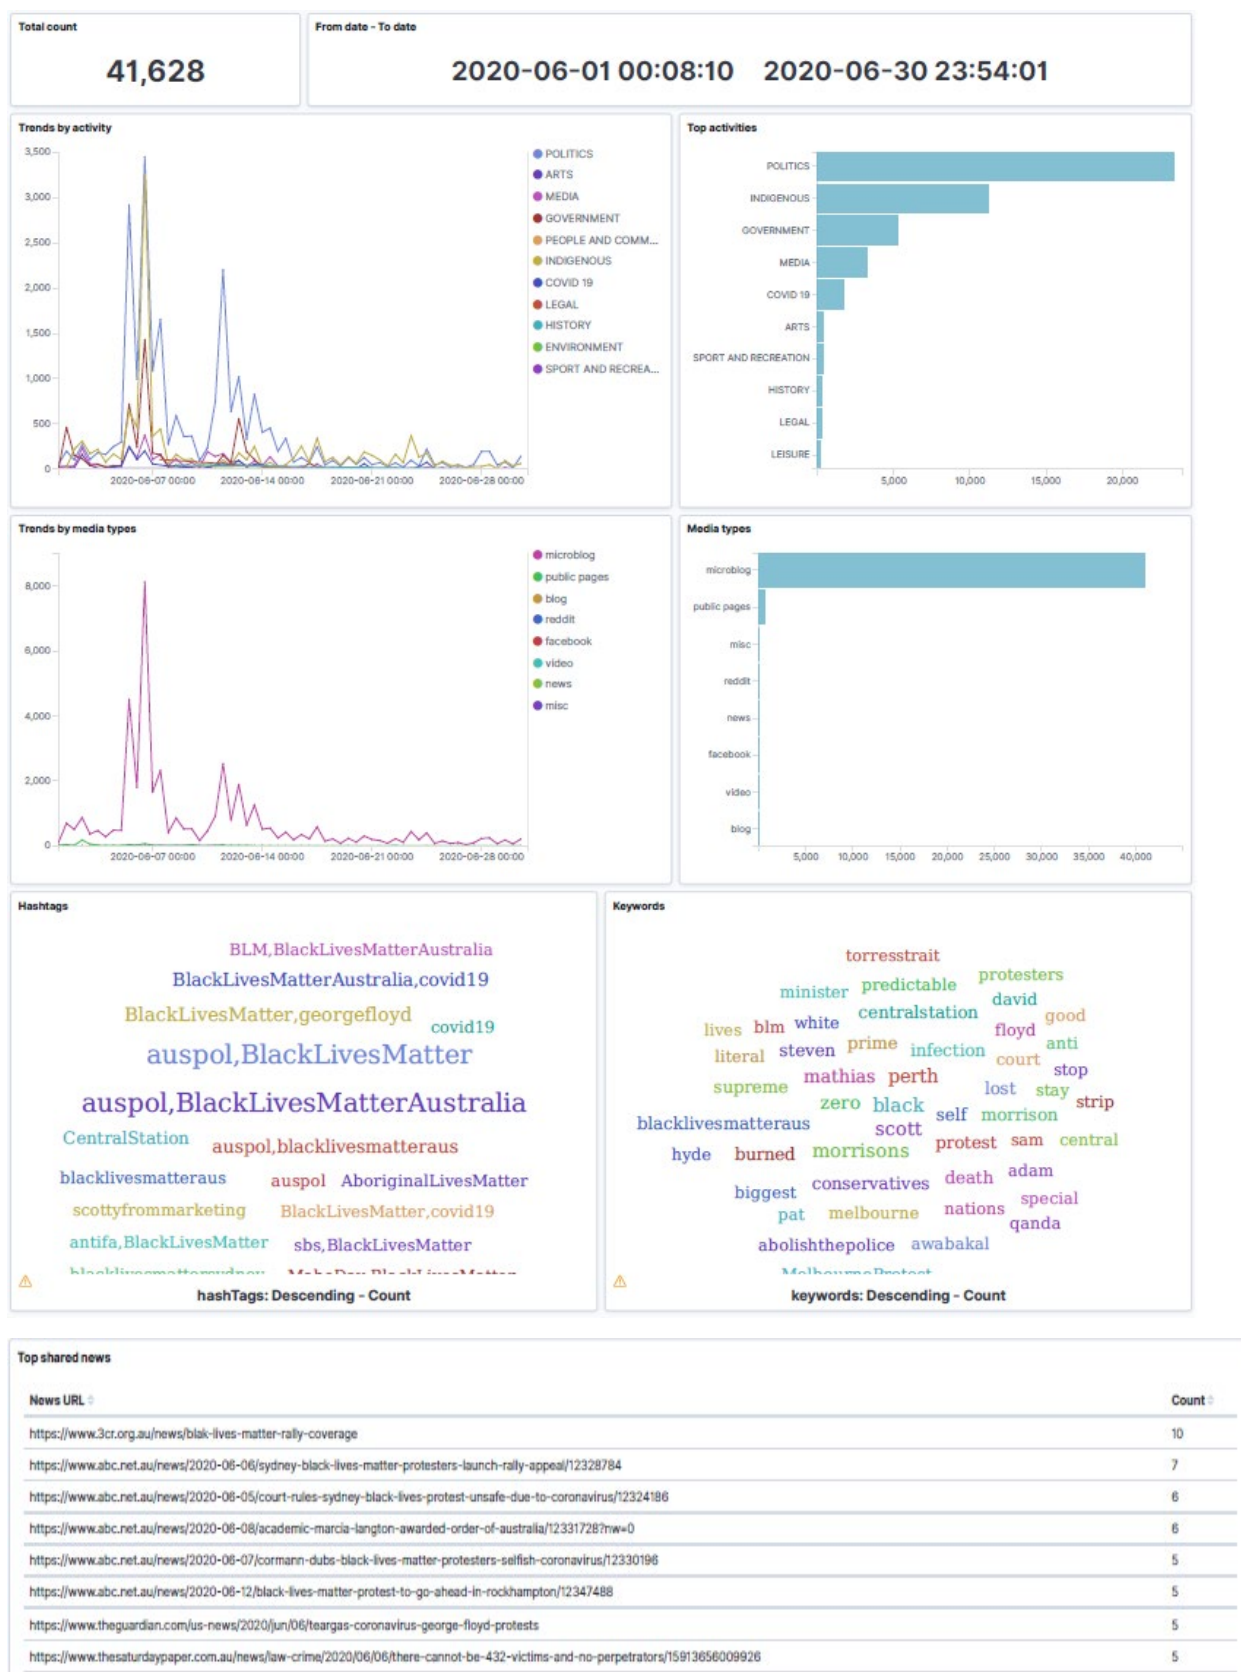 Total count
41,628
From date - To date
2020-06-01 00:08:10 2020-06-30 23:54:01
Trends by activity
3,500
3,000
2,500
2,000
1,500
1,000
500
0
2020-06-07 00:00 2020-06-14 00:00 2020-06-21 00:00 2020-06-28 00:00
POLITICS
ARTS
MEDIA
GOVERNMENT
PEOPLE AND COMM...
INDIGENOUS
COVID 19
LEGAL
HISTORY
ENVIRONMENT
SPORT AND RECREA...
Top activities
POLITICS
INDIGENOUS
GOVERNMENT
MEDIA
COVID 19
ARTS
SPORT AND RECREATION
HISTORY
LEGAL
LEISURE
5,000 10,000 15,000 20,000
Trends by media types
8,000
6,000
4,000
2,000
0
2020-06-07 00:00 2020-06-14 00:00 2020-06-21 00:00 2020-06-28 00:00
microblog
public pages
blog
reddit
facebook
video
news
misc
Media types
microblog
public pages
misc
reddit
news
facebook
video
blog
5,000 10,000 15,000 20,000 25,000 30,000 35,000 40,000
Hashtags
BLM,BlackLivesMatterAustralia
BlackLivesMatterAustralia,covid19
BlackLivesMatter,georgefloyd
covid19
auspol,BlackLivesMatter
auspol,BlackLivesMatterAustralia
CentralStation
auspol,blacklivesmatteraus
blacklivesmatteraus
auspol
AboriginalLivesMatter
scottyfrommarketing
BlackLivesMatter,covid19
antifa,BlackLivesMatter
sbs,BlackLivesMatter
blacklivesmattersydney
MaboDay,BlackLivesMatter
hashTags: Descending - Count
Keywords
torresstrait
protesters
minister predictable
david
centralstation
good
lives blm white
floyd
anti
literal steven prime infection
court
stop
supreme mathias perth
lost stay
strip
zero black self morrison
blacklivesmatteraus
scott
protest sam central
hyde burned morrisons
death adam
biggest conservatives
nations special
pat melbourne
qanda
abolishthepolice awabakal
MelbourneProtest
keywords: Descending - Count
Top shared news
News URL Count
https://www.3cr.org.au/news/blak-lives-matter-rally-coverage 10
https://www.abc.net.au/news/2020-06-06/sydney-black-lives-matter-protesters-launch-rally-appeal/12328784 7
https://www.abc.net.au/news/2020-06-05/court-rules-sydney-black-lives-protest-unsafe-due-to-coronavirus/12324186 6
https://www.abc.net.au/news/2020-06-08/academic-marcia-langton-awarded-order-of-australia/12331728?nw=0 6
https://www.abc.net.au/news/2020-06-07/cormann-dubs-black-lives-matter-protesters-selfish-coronavirus/12330196 5
https://www.abc.net.au/news/2020-06-12/black-lives-matter-protest-to-go-ahead-in-rockhampton/12347488 5
https://www.theguardian.com/us-news/2020/jun/06/teargas-coronavirus-george-floyd-protests 5
https://www.thesaturdaypaper.com.au/news/law-crime/2020/06/06/there-cannot-be-432-victims-and-no-perpetrators/15913656009926 5